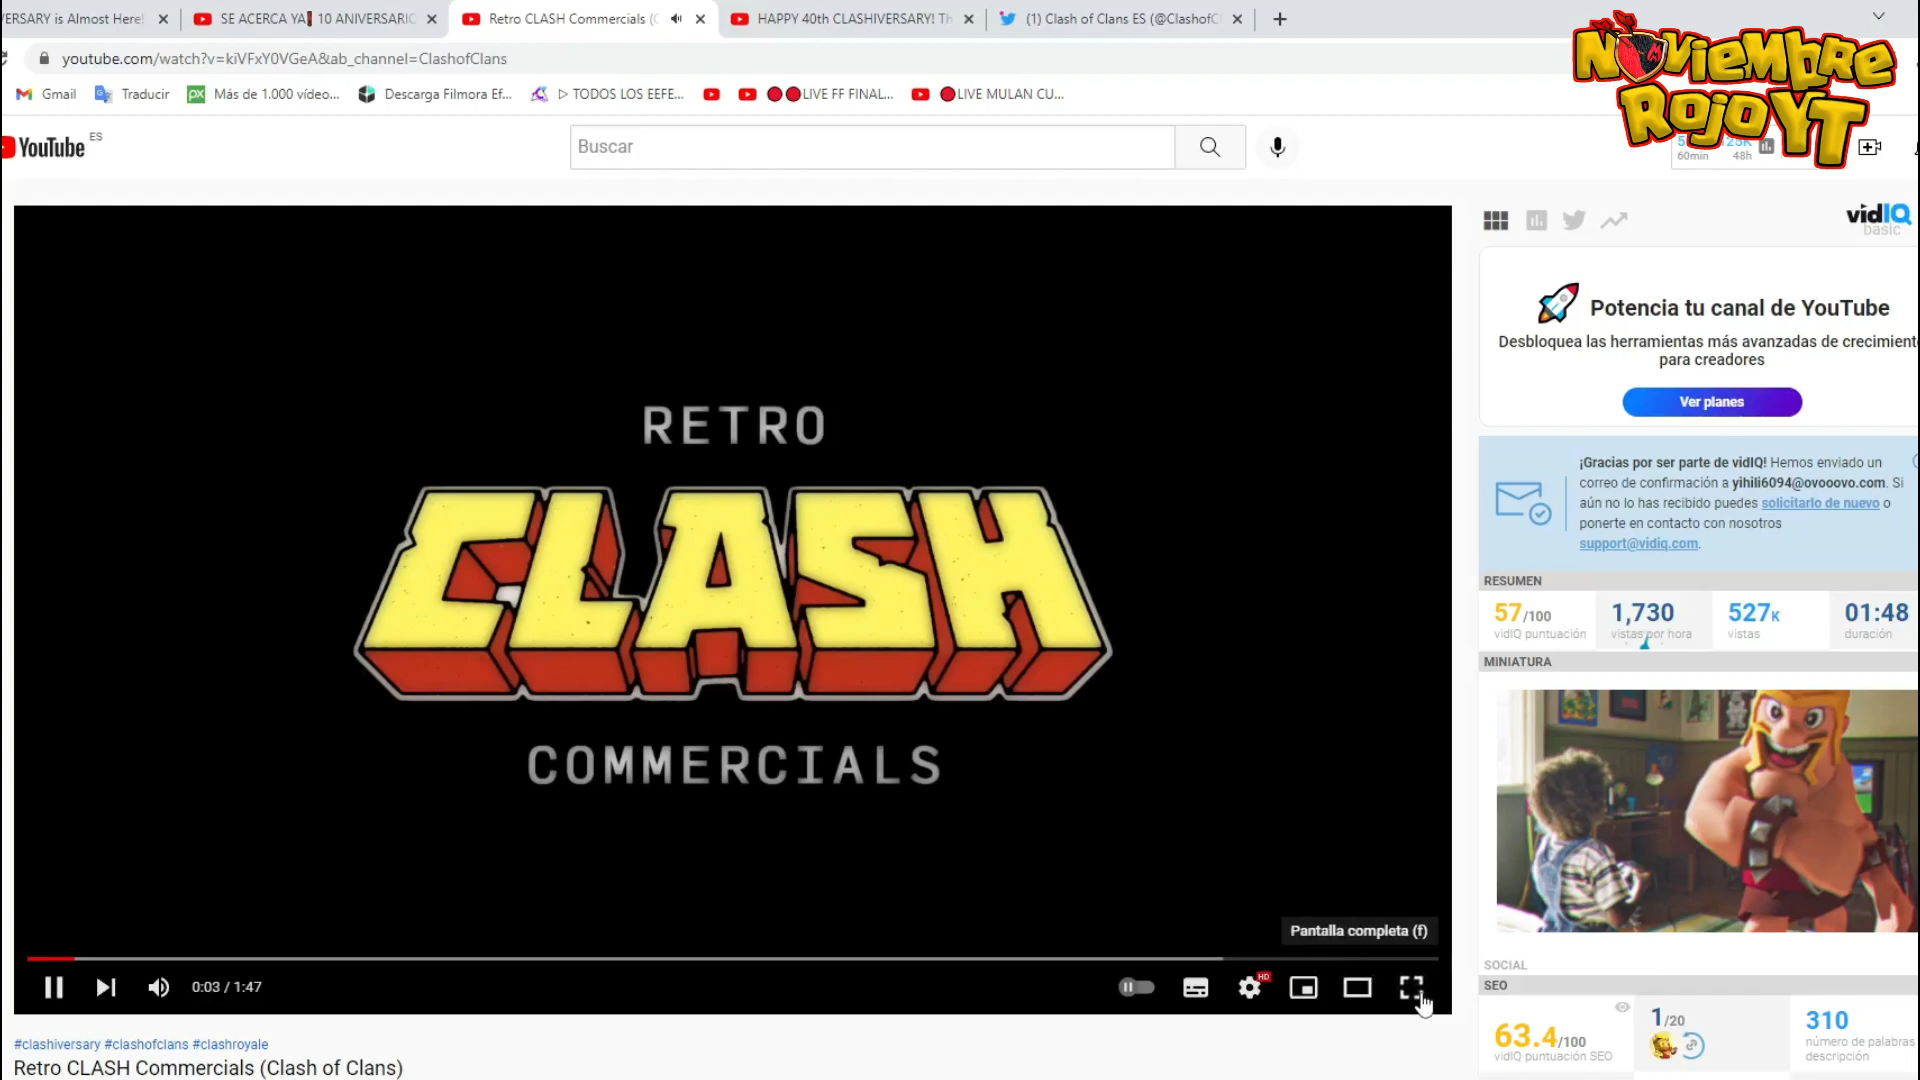 ERSARY is Almost Here!
SE ACERCA YA 10 ANIVERSARIO
Retro CLASH Commercials (C
HAPPY 40th CLASHIVERSARY! Th
(1) Clash of Clans ES (@ClashofC
youtube.com/watch?v=kiVFxY0VGeA&ab_channel=ClashofClans
Gmail
Traducir
px
Más de 1.000 vídeo...
Descarga Filmora Ef...
▷ TODOS LOS EEFE...
LIVE FF FINAL...
LIVE MULAN CU...
NOVIEMBRE
ROJO YT
YouTube ES
Buscar
60min
48h
vidIQ
basic
Potencia tu canal de YouTube
Desbloquea las herramientas más avanzadas de crecimient
para creadores
Ver planes
¡Gracias por ser parte de vidIQ! Hemos enviado un
correo de confirmación a yihili6094@ovooovo.com. Si
aún no lo has recibido puedes solicitarlo de nuevo o
ponerte en contacto con nosotros
support@vidiq.com.
RETRO
CLASH
COMMERCIALS
RESUMEN
57/100
vidIQ puntuación
1,730
vistas por hora
527K
vistas
01:48
duración
MINIATURA
Pantalla completa (f)
0:03 / 1:47
HD
SOCIAL
SEO
63.4/100
vidIQ puntuación SEO
1/20
310
número de palabras
descripción
#clashiversary #clashofclans #clashroyale
Retro CLASH Commercials (Clash of Clans)